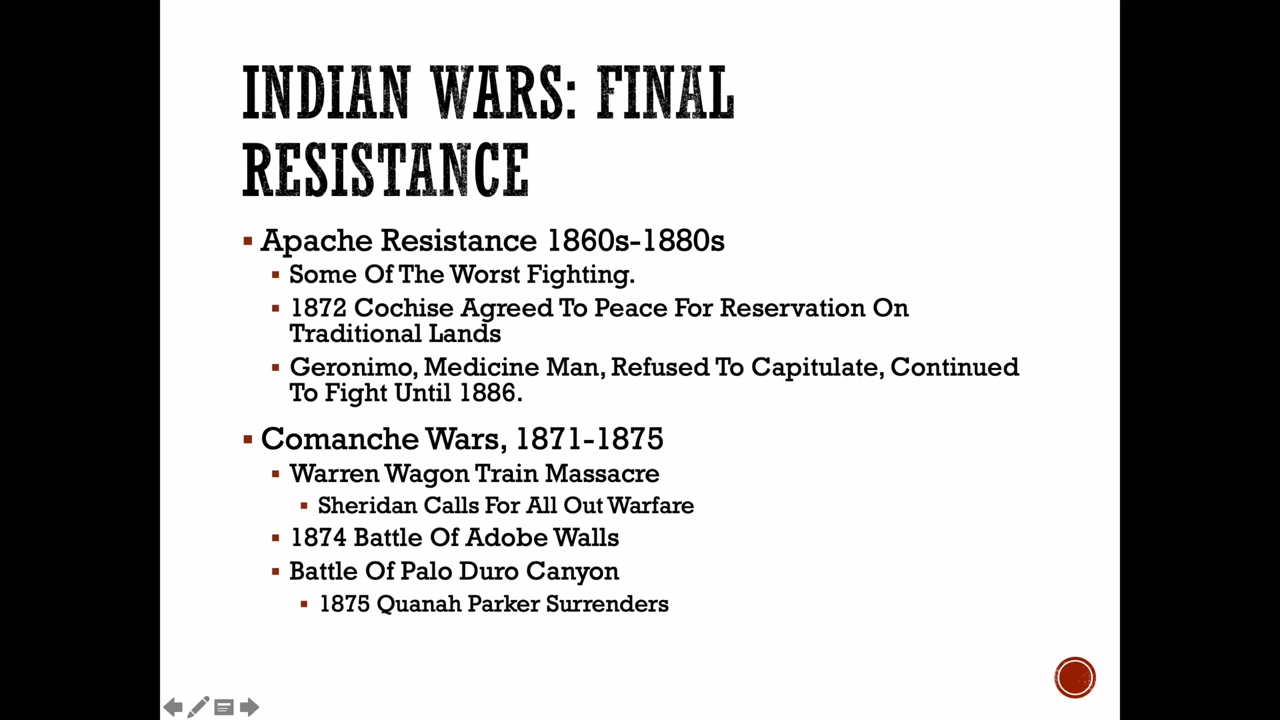 INDIAN WARS: FINAL
RESISTANCE
Apache Resistance 1860s-1880s
Some Of The Worst Fighting.
1872 Cochise Agreed To Peace For Reservation On
Traditional Lands
Geronimo, Medicine Man, Refused To Capitulate, Continued
To Fight Until 1886.
Comanche Wars, 1871-1875
Warren Wagon Train Massacre
Sheridan Calls For All Out Warfare
1874 Battle Of Adobe Walls
Battle Of Palo Duro Canyon
1875 Quanah Parker Surrenders